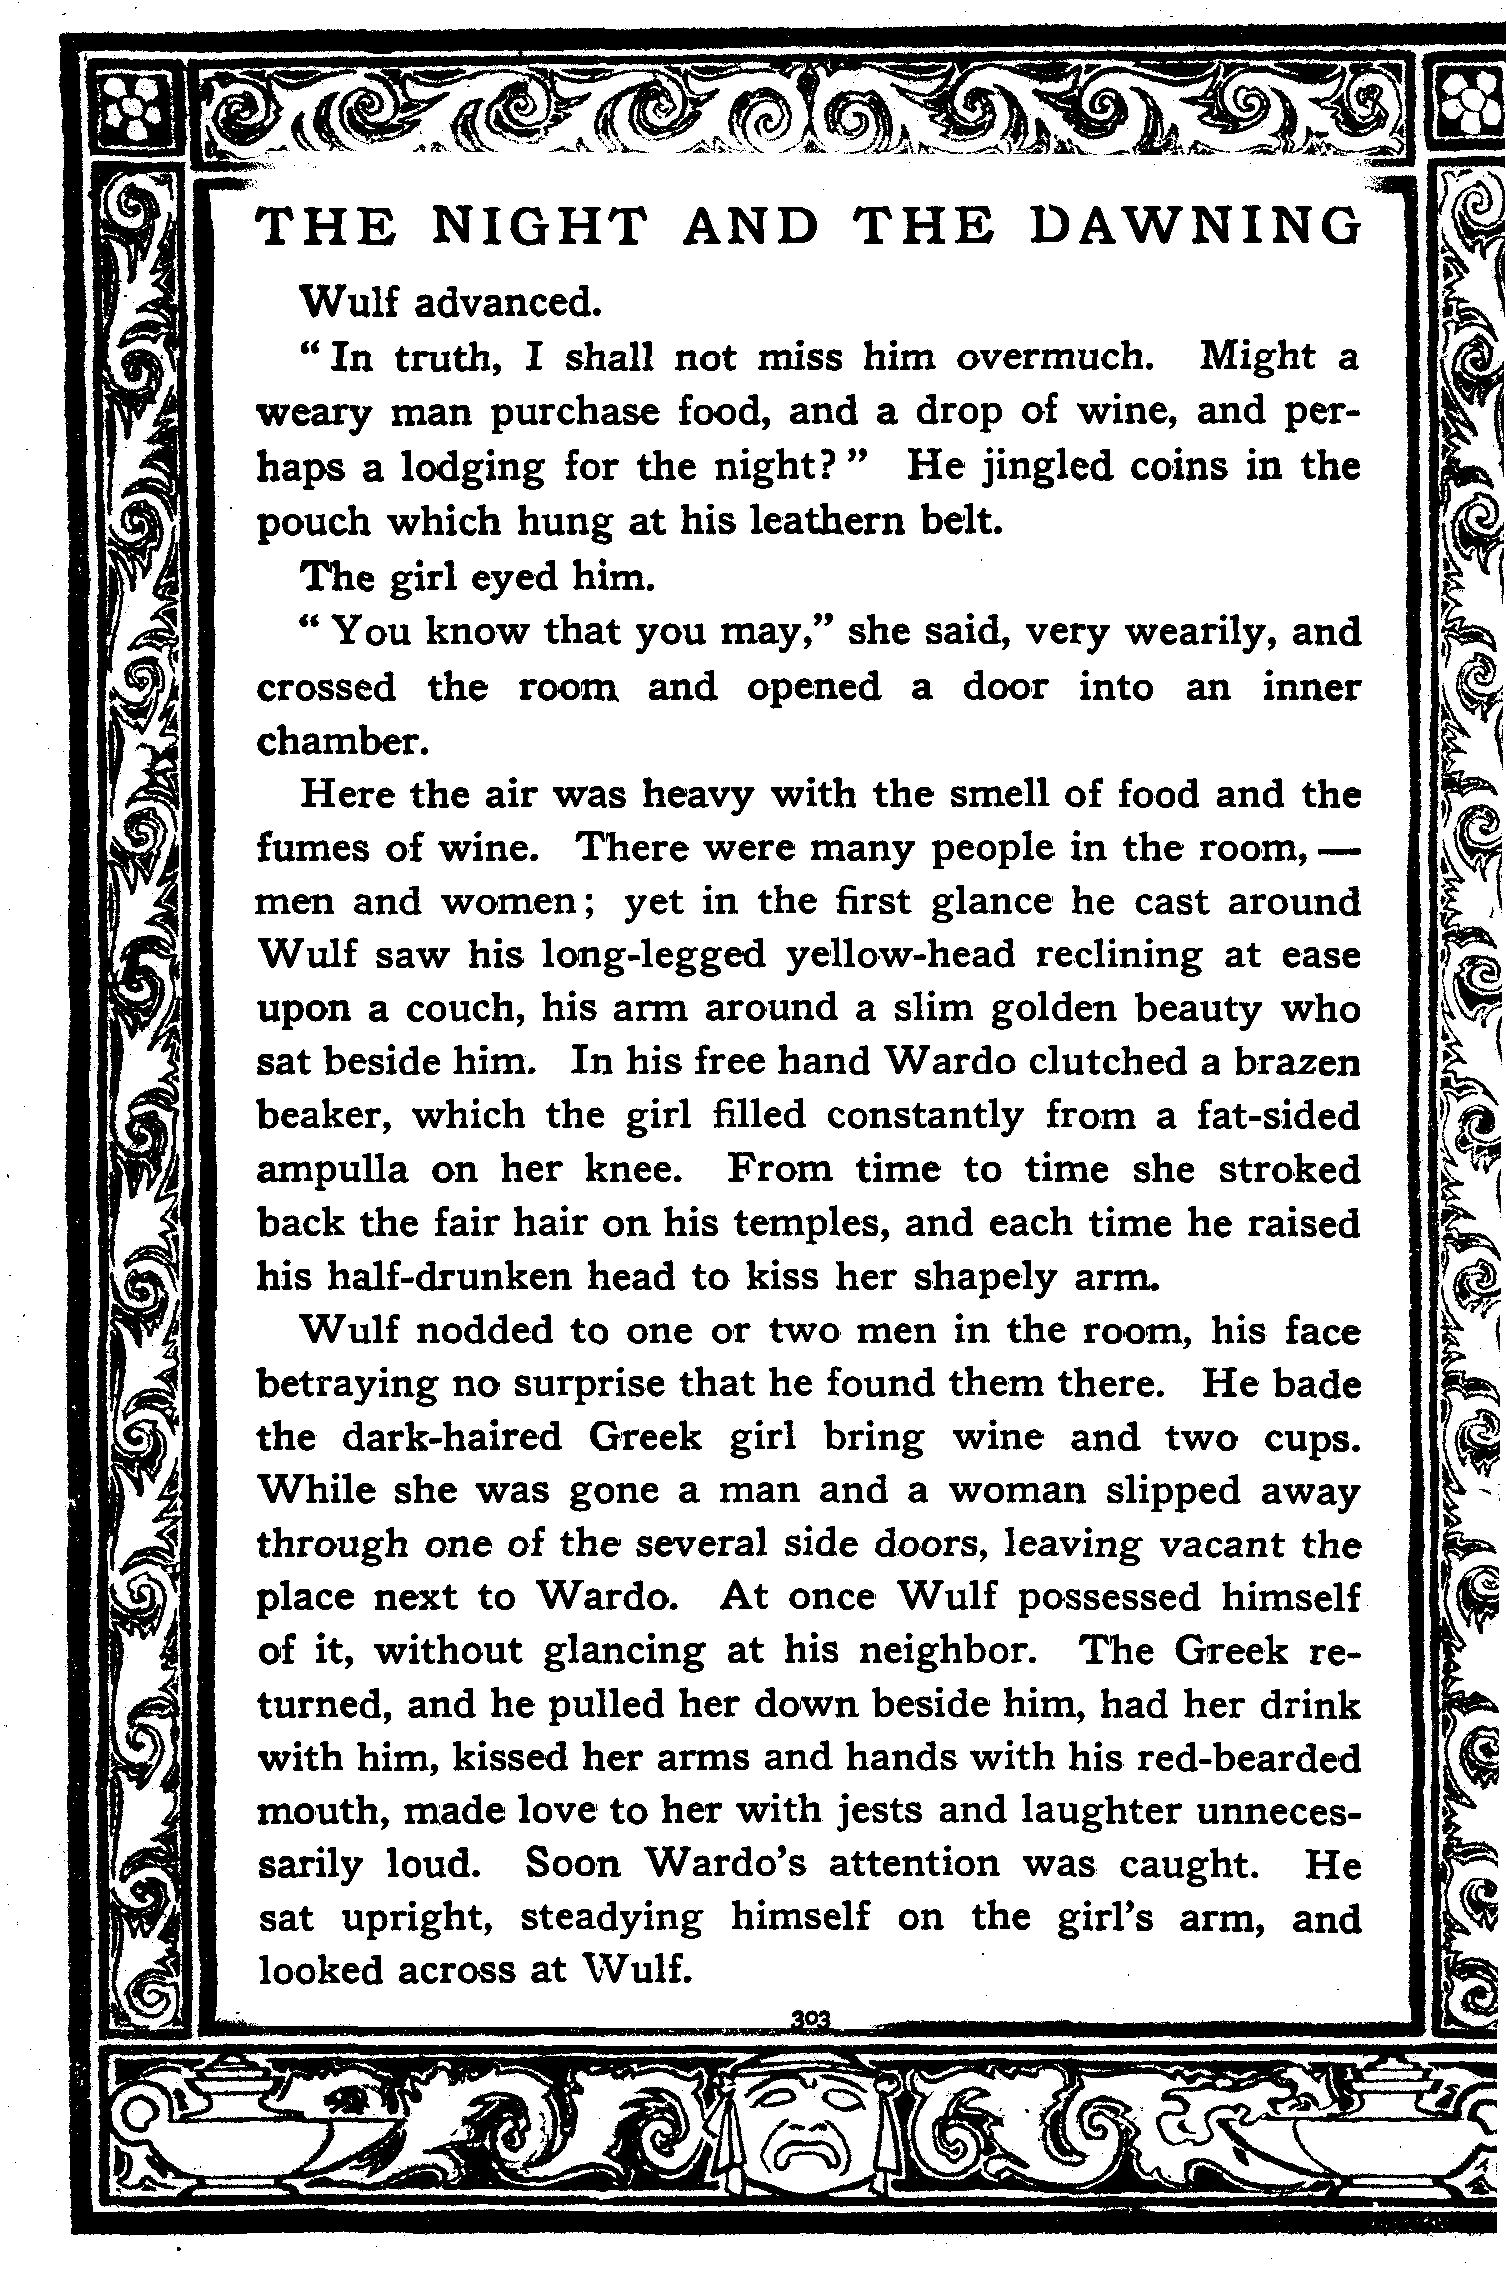 THE NIGHT AND THE DAWNING
Wulf advanced.
“ In truth, I shall not miss him overmuch. Might a
weary man purchase food, and a drop of wine, and per-
haps a lodging for the night? ” He jingled coins in the
pouch which hung at his leathern belt.
The girl eyed him.
“ You know that you may,” she said, very wearily, and
crossed the room and opened a door into an inner
chamber.
Here the air was heavy with the smell of food and the
fumes of wine. There were many people in the room, —
men and women; yet in the first glance he cast around
Wulf saw his long-legged yellow-head reclining at ease
upon a couch, his arm around a slim golden beauty who
sat beside him. In his free hand Wardo clutched a brazen
beaker, which the girl filled constantly from a fat-sided
ampulla on her knee. From time to time she stroked
back the fair hair on his temples, and each time he raised
his half-drunken head to kiss her shapely arm.
Wulf nodded to one or two men in the room, his face
betraying no surprise that he found them there. He bade
the dark-haired Greek girl bring wine and two cups.
While she was gone a man and a woman slipped away
through one of the several side doors, leaving vacant the
place next to Wardo. At once Wulf possessed himself
of it, without glancing at his neighbor. The Greek re-
turned, and he pulled her down beside him, had her drink
with him, kissed her arms and hands with his red-bearded
mouth, made love to her with jests and laughter unneces-
sarily loud. Soon Wardo’s attention was caught. He
sat upright, steadying himself on the girl’s arm, and
looked across at Wulf.
303